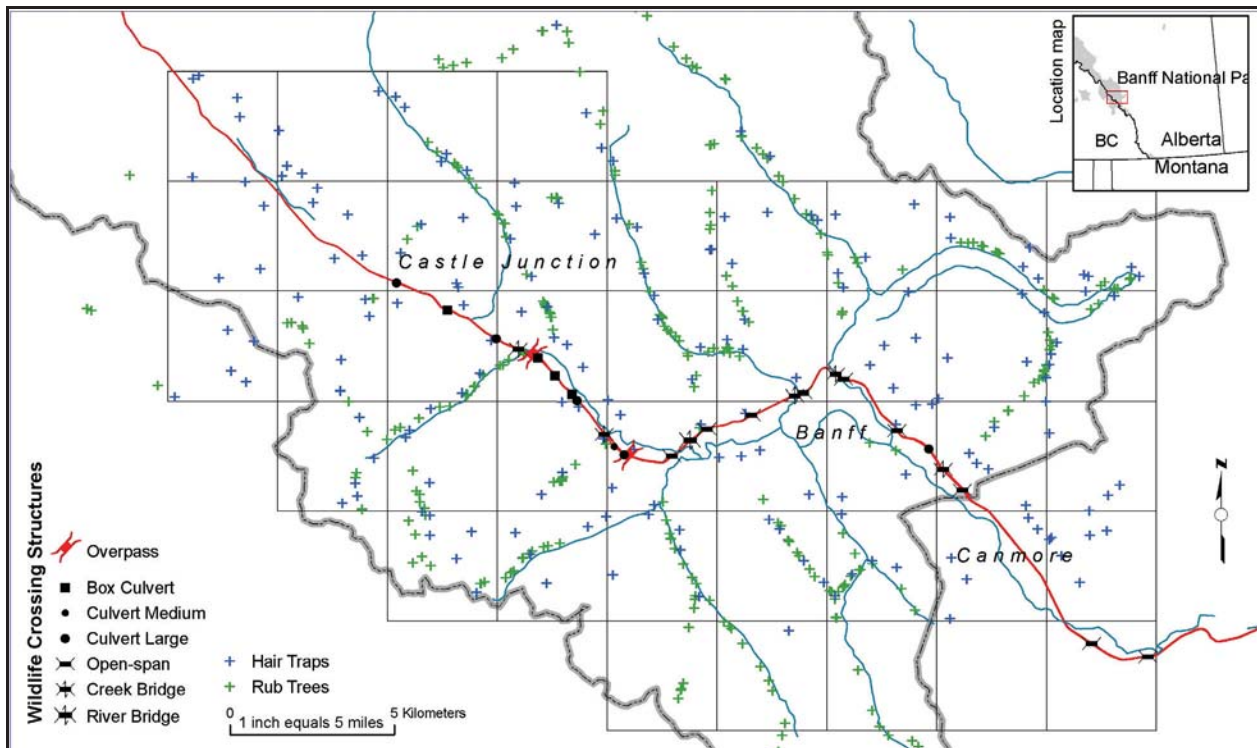 Location map
Banff National Pa
BC
Alberta
Montana
Castle Junction
Banff
Canmore
N
Wildlife Crossing Structures
Overpass
Box Culvert
Culvert Medium
Culvert Large
Open-span
Creek Bridge
River Bridge
Hair Traps
Rub Trees
0 5 Kilometers
1 inch equals 5 miles